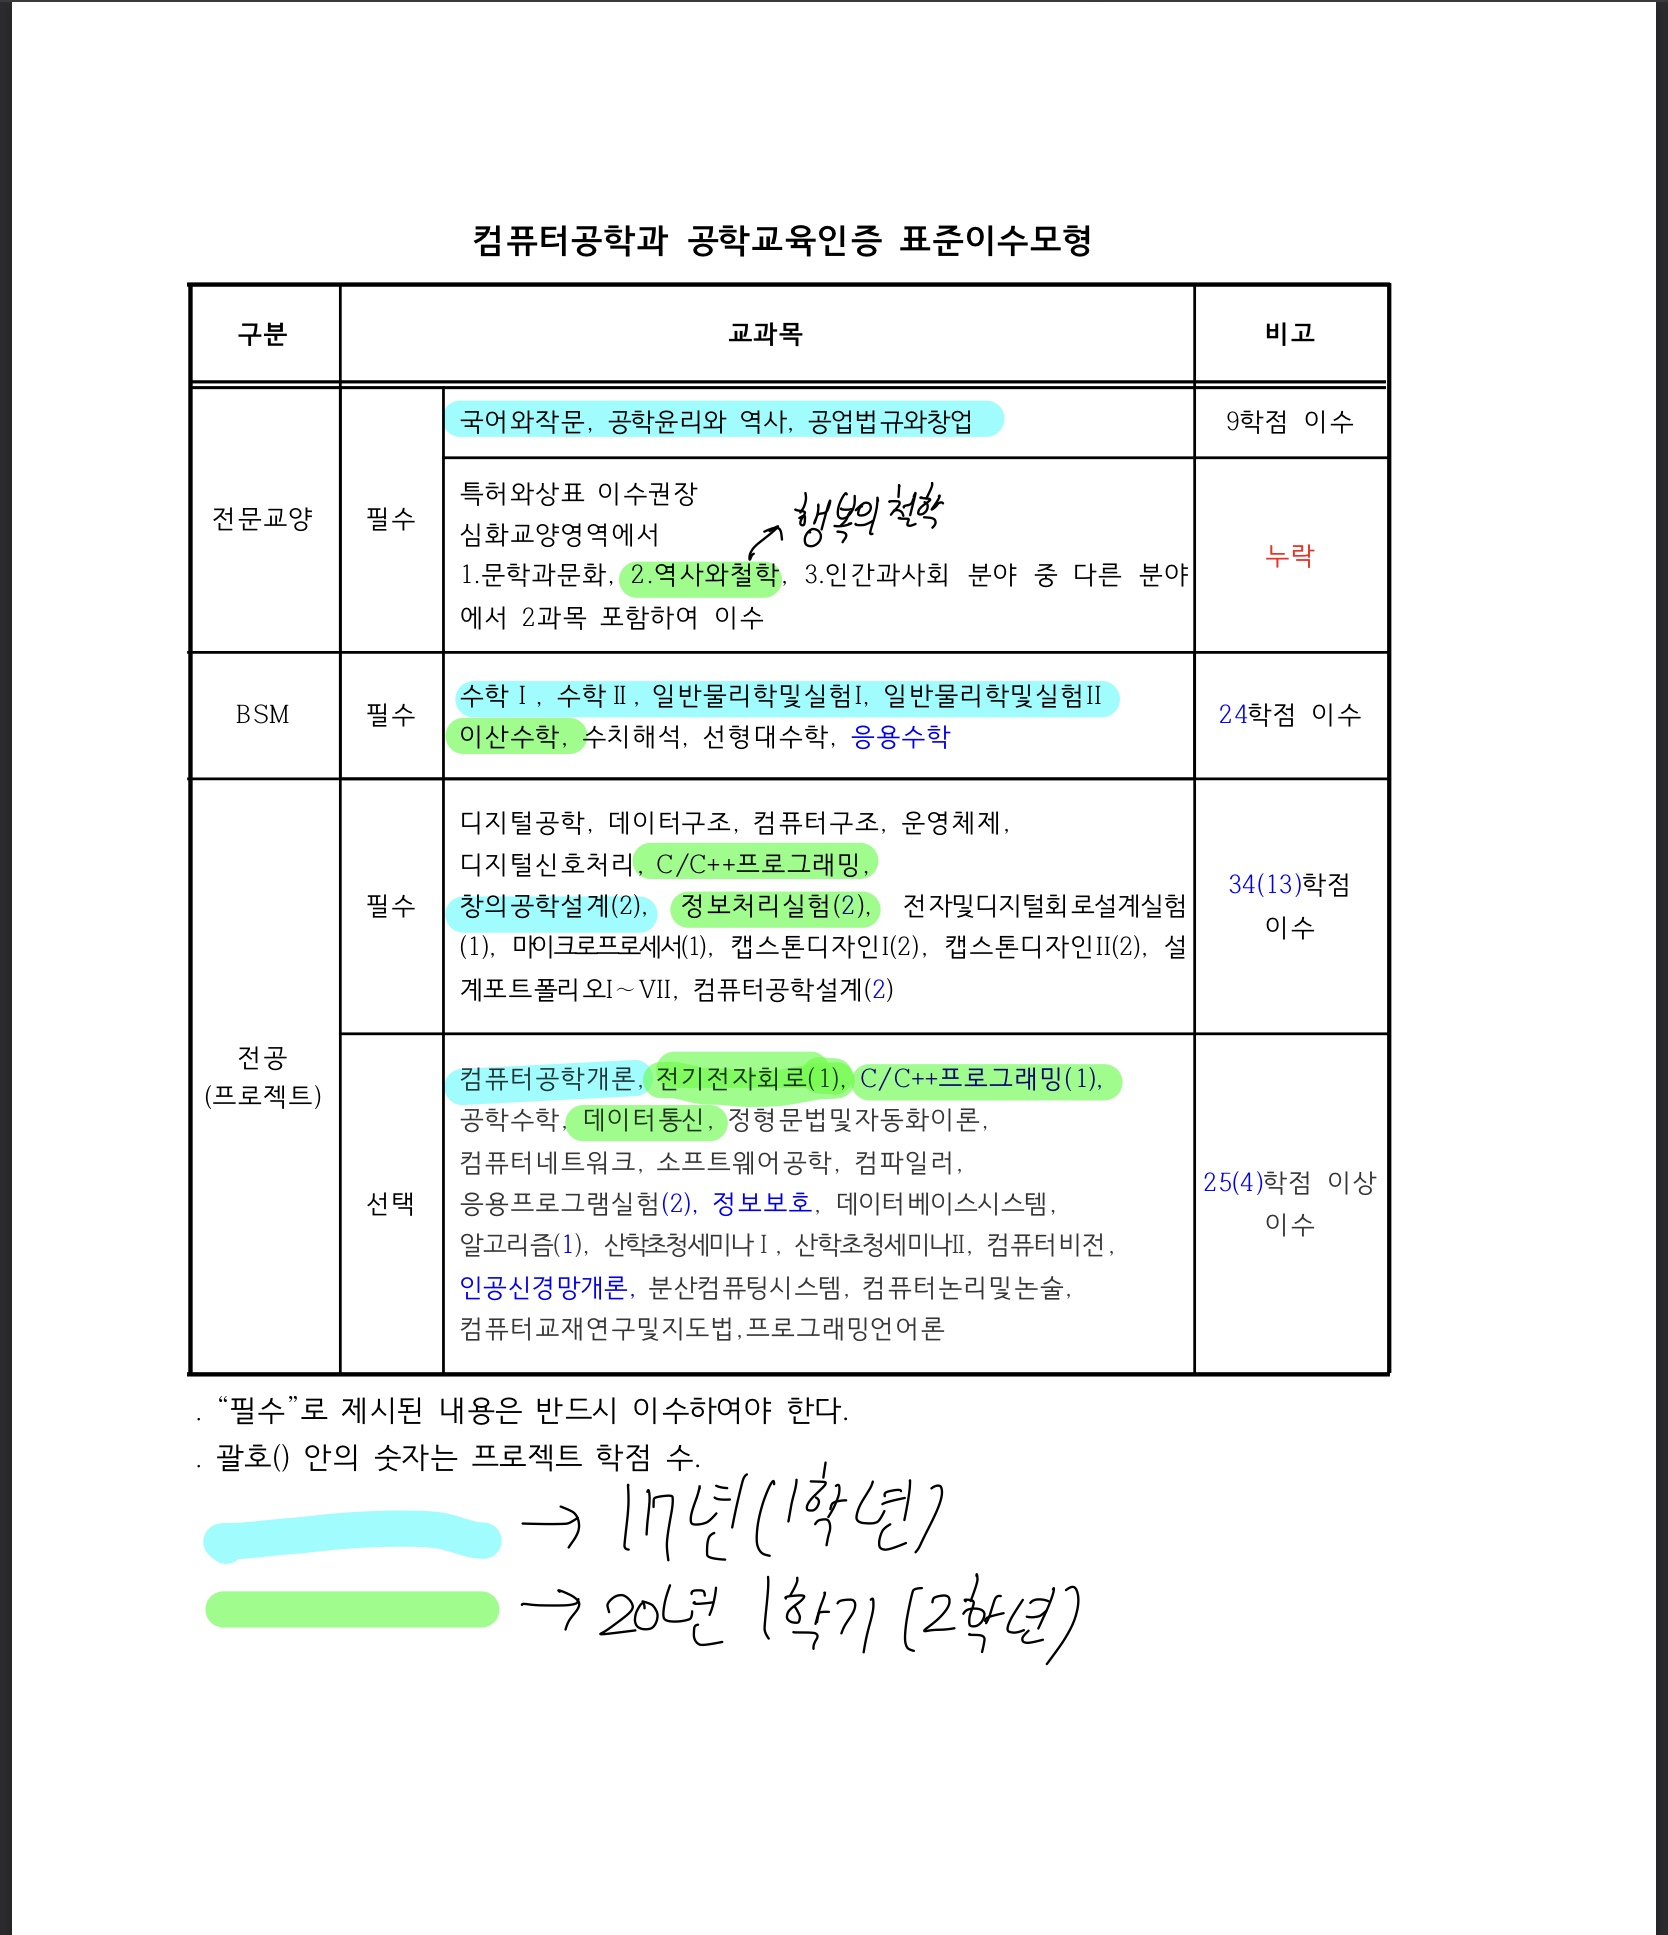 컴퓨터공학과 공학교육인증 표준이수모형
구분
교과목
비고
전문교양
필수
국어와작문, 공학윤리와 역사, 공업법규와창업
9학점 이수
특허와상표 이수권장
행복의 철학
심화교양영역에서
1.문학과문화, 2.역사와철학, 3.인간과사회 분야 중 다른 분야
에서 2과목 포함하여 이수
누락
BSM
필수
수학Ⅰ, 수학Ⅱ, 일반물리학및실험I, 일반물리학및실험II
이산수학, 수치해석, 선형대수학, 응용수학
24학점 이수
전공
(프로젝트)
필수
디지털공학, 데이터구조, 컴퓨터구조, 운영체제,
디지털신호처리, C/C++프로그래밍,
창의공학설계(2), 정보처리실험(2), 전자및디지털회로설계실험
(1), 마이크로프로세서(1), 캡스톤디자인I(2), 캡스톤디자인II(2), 설
계포트폴리오I~VII, 컴퓨터공학설계(2)
34(13)학점
이수
선택
컴퓨터공학개론, 전기전자회로(1), C/C++프로그래밍(1),
공학수학, 데이터통신, 정형문법및자동화이론,
컴퓨터네트워크, 소프트웨어공학, 컴파일러,
응용프로그램실험(2), 정보보호, 데이터베이스시스템,
알고리즘(1), 산학초청세미나Ⅰ, 산학초청세미나Ⅱ, 컴퓨터비전,
인공신경망개론, 분산컴퓨팅시스템, 컴퓨터논리및논술,
컴퓨터교재연구및지도법,프로그래밍언어론
25(4)학점 이상
이수
. “필수”로 제시된 내용은 반드시 이수하여야 한다.
. 괄호() 안의 숫자는 프로젝트 학점 수.
→ 17년(1학년)
→ 20년 1학기 (2학년)